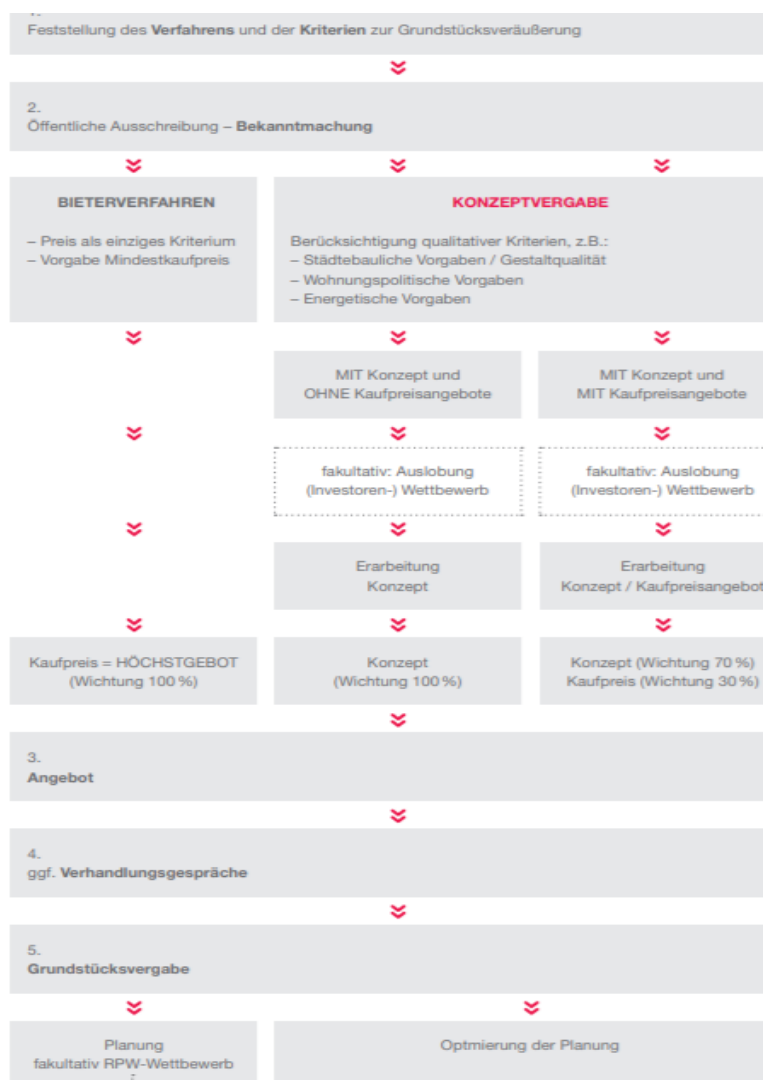 Feststellung des Verfahrens und der Kriterien zur Grundstücksveräußerung
2.
Öffentliche Ausschreibung – Bekanntmachung
BIETERVERFAHREN
– Preis als einziges Kriterium
– Vorgabe Mindestkaufpreis
KONZEPTVERGABE
Berücksichtigung qualitativer Kriterien, z.B.:
– Städtebauliche Vorgaben / Gestaltqualität
– Wohnungspolitische Vorgaben
– Energetische Vorgaben
MIT Konzept und
OHNE Kaufpreisangebote
MIT Konzept und
MIT Kaufpreisangebote
fakultativ: Auslobung
(Investoren-) Wettbewerb
fakultativ: Auslobung
(Investoren-) Wettbewerb
Erarbeitung
Konzept
Erarbeitung
Konzept / Kaufpreisangebot
Kaufpreis = HÖCHSTGEBOT
(Wichtung 100 %)
Konzept
(Wichtung 100 %)
Konzept (Wichtung 70 %)
Kaufpreis (Wichtung 30 %)
3.
Angebot
4.
ggf. Verhandlungsgespräche
5.
Grundstücksvergabe
Planung
fakultativ RPW-Wettbewerb
Optmierung der Planung